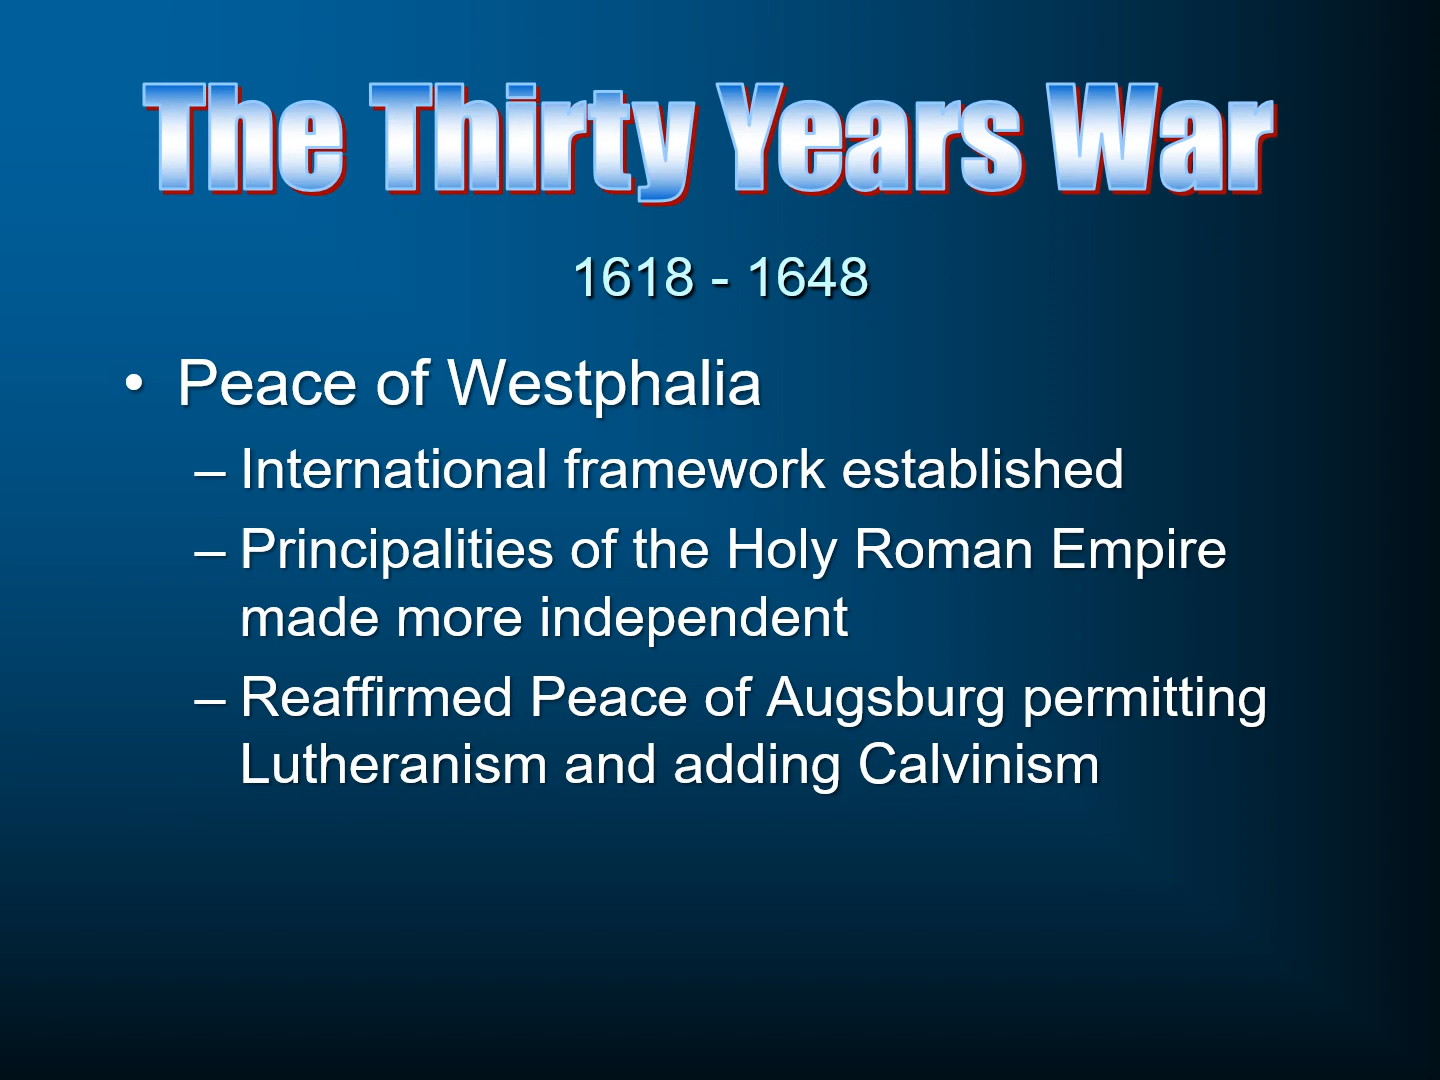 The Thirty Years War
1618 - 1648
• Peace of Westphalia
– International framework established
– Principalities of the Holy Roman Empire
made more independent
– Reaffirmed Peace of Augsburg permitting
Lutheranism and adding Calvinism